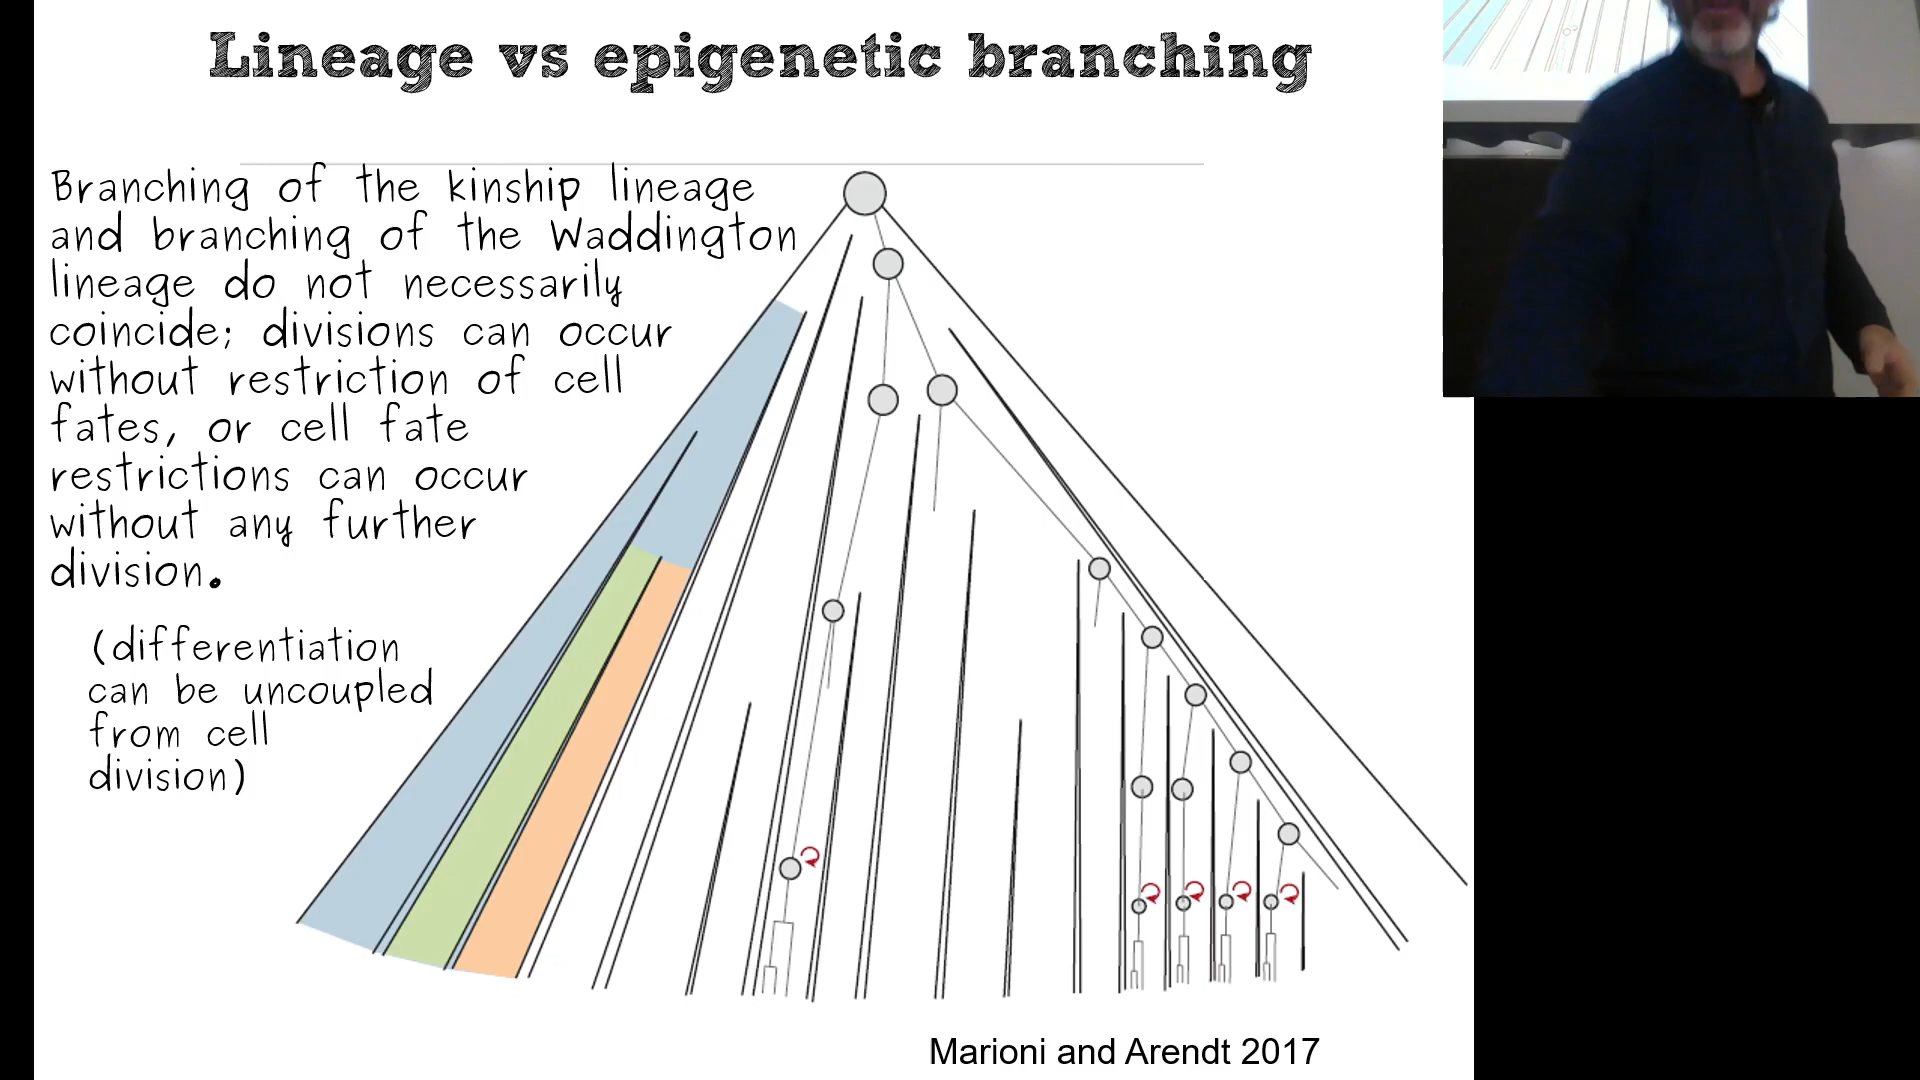 Lineage vs epigenetic branching
Branching of the kinship lineage
and branching of the Waddington
lineage do not necessarily
coincide; divisions can occur
without restriction of cell
fates, or cell fate
restrictions can occur
without any further
division.
(differentiation
can be uncoupled
from cell
division)
Marioni and Arendt 2017